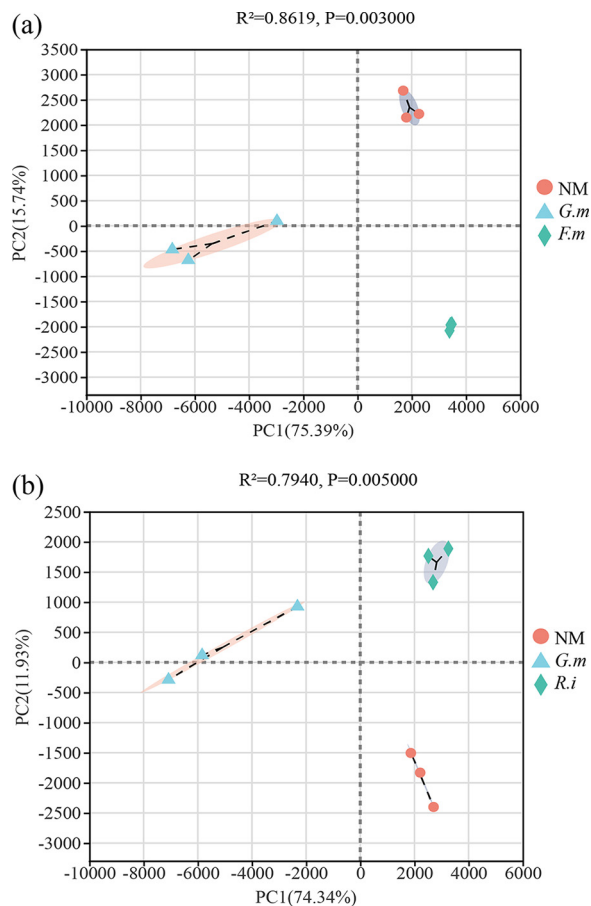 (a)
R²=0.8619, P=0.003000
3500
3000
2500
2000
1500
1000
500
0
-500
-1000
-1500
-2000
-2500
-3000
PC2(15.74%)
-10000 -8000 -6000 -4000 -2000 0 2000 4000 6000
PC1(75.39%)
NM
G.m
F.m
(b)
R²=0.7940, P=0.005000
2500
2000
1500
1000
500
0
-500
-1000
-1500
-2000
-2500
-3000
PC2(11.93%)
-10000 -8000 -6000 -4000 -2000 0 2000 4000 6000
PC1(74.34%)
NM
G.m
R.i